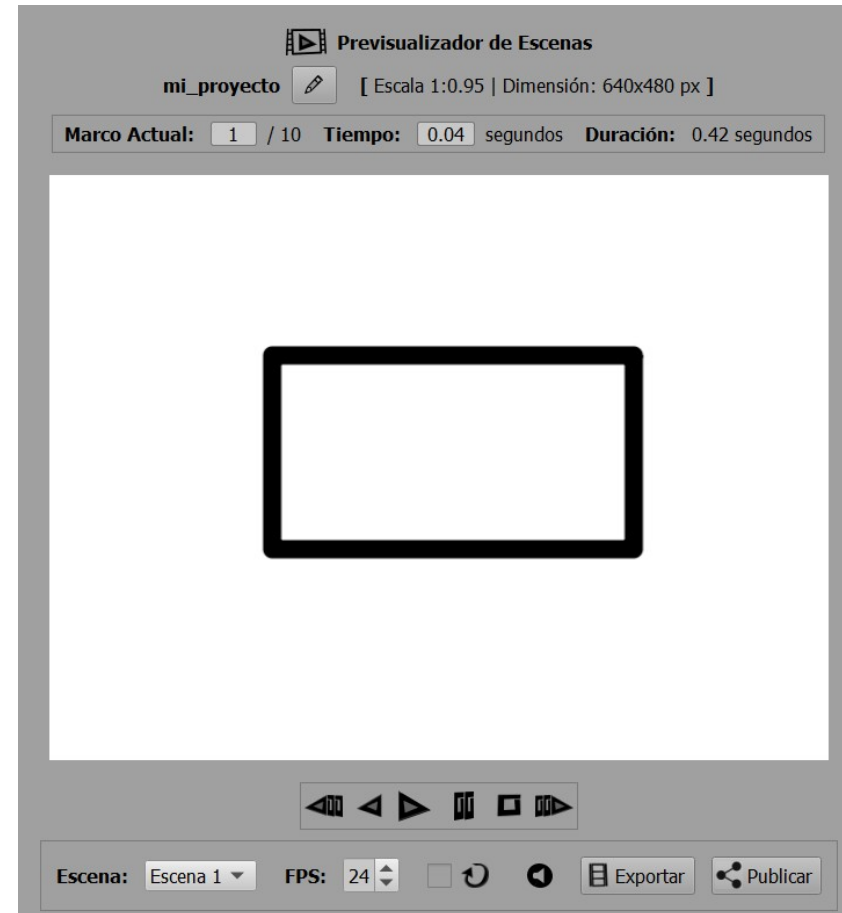 Previsualizador de Escenas
mi_proyecto [ Escala 1:0.95 | Dimensión: 640x480 px ]
Marco Actual: 1 / 10 Tiempo: 0.04 segundos Duración: 0.42 segundos
Escena: Escena 1 FPS: 24 Exportar Publicar